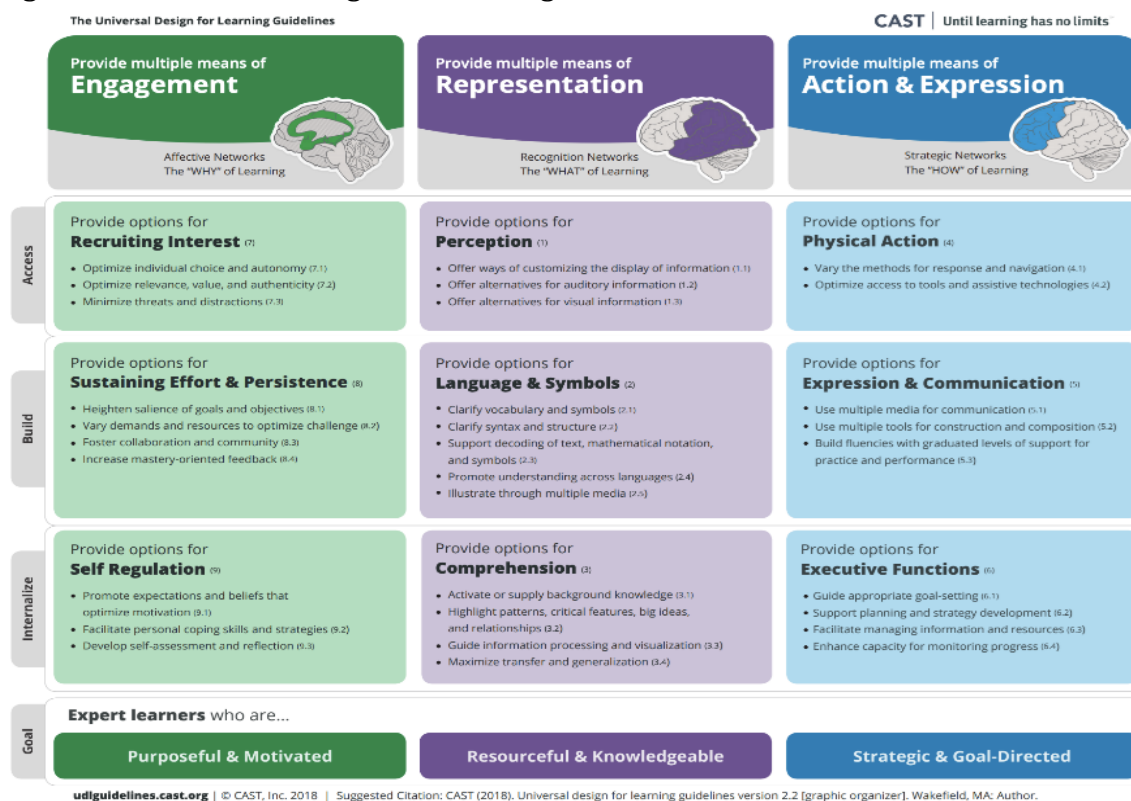 The Universal Design for Learning Guidelines
CAST | Until learning has no limits
Provide multiple means of
Engagement
Affective Networks
The "WHY" of Learning
Provide multiple means of
Representation
Recognition Networks
The "WHAT" of Learning
Provide multiple means of
Action & Expression
Strategic Networks
The "HOW" of Learning
Access
Provide options for
Recruiting Interest (7)
• Optimize individual choice and autonomy (7.1)
• Optimize relevance, value, and authenticity (7.2)
• Minimize threats and distractions (7.3)
Provide options for
Perception (1)
• Offer ways of customizing the display of information (1.1)
• Offer alternatives for auditory information (1.2)
• Offer alternatives for visual information (1.3)
Provide options for
Physical Action (4)
• Vary the methods for response and navigation (4.1)
• Optimize access to tools and assistive technologies (4.2)
Build
Provide options for
Sustaining Effort & Persistence (8)
• Heighten salience of goals and objectives (8.1)
• Vary demands and resources to optimize challenge (8.2)
• Foster collaboration and community (8.3)
• Increase mastery-oriented feedback (8.4)
Provide options for
Language & Symbols (2)
• Clarify vocabulary and symbols (2.1)
• Clarify syntax and structure (2.2)
• Support decoding of text, mathematical notation,
and symbols (2.3)
• Promote understanding across languages (2.4)
• Illustrate through multiple media (2.5)
Provide options for
Expression & Communication (5)
• Use multiple media for communication (5.1)
• Use multiple tools for construction and composition (5.2)
• Build fluencies with graduated levels of support for
practice and performance (5.3)
Internalize
Provide options for
Self Regulation (9)
• Promote expectations and beliefs that
optimize motivation (9.1)
• Facilitate personal coping skills and strategies (9.2)
• Develop self-assessment and reflection (9.3)
Provide options for
Comprehension (3)
• Activate or supply background knowledge (3.1)
• Highlight patterns, critical features, big ideas,
and relationships (3.2)
• Guide information processing and visualization (3.3)
• Maximize transfer and generalization (3.4)
Provide options for
Executive Functions (6)
• Guide appropriate goal-setting (6.1)
• Support planning and strategy development (6.2)
• Facilitate managing information and resources (6.3)
• Enhance capacity for monitoring progress (6.4)
Goal
Expert learners who are...
Purposeful & Motivated
Resourceful & Knowledgeable
Strategic & Goal-Directed
udlguidelines.cast.org | © CAST, Inc. 2018 | Suggested Citation: CAST (2018). Universal design for learning guidelines version 2.2 [graphic organizer]. Wakefield, MA: Author.